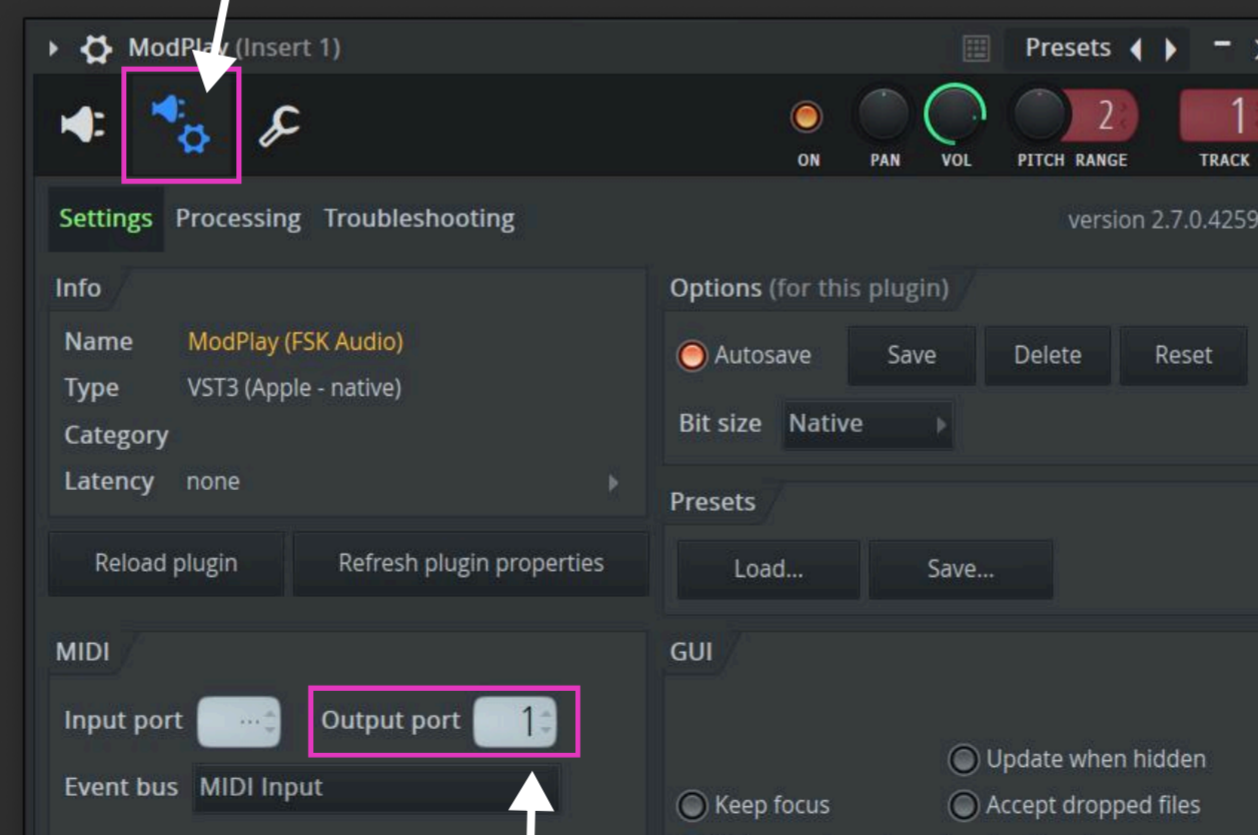 ModPlay (Insert 1) Presets
2 1
ON PAN VOL PITCH RANGE TRACK
Settings Processing Troubleshooting version 2.7.0.4259
Info
Name ModPlay (FSK Audio)
Type VST3 (Apple - native)
Category
Latency none
Reload plugin Refresh plugin properties
Options (for this plugin)
Autosave Save Delete Reset
Bit size Native
Presets
Load... Save...
MIDI
Input port ... Output port 1
Event bus MIDI Input
GUI
Update when hidden
Keep focus Accept dropped files